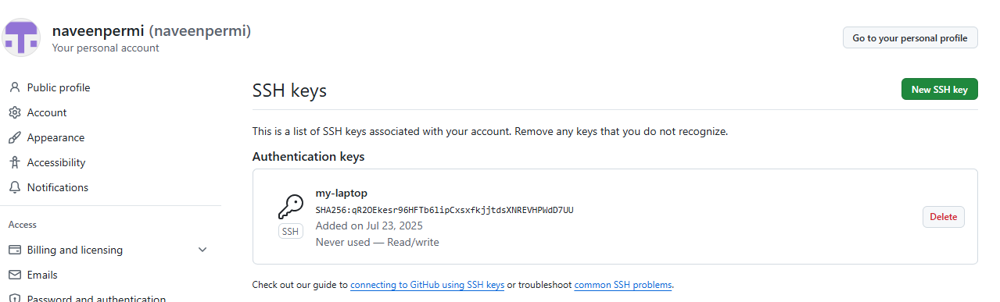 naveenpermi (naveenpermi)
Your personal account
Go to your personal profile
Public profile
Account
Appearance
Accessibility
Notifications
Access
Billing and licensing
Emails
Password and authentication
SSH keys
New SSH key
This is a list of SSH keys associated with your account. Remove any keys that you do not recognize.
Authentication keys
my-laptop
SHA256:qR2OEkesr96HFTb6lipCxsxfkjjtdsXNREVHPWdD7UU
Added on Jul 23, 2025
Never used — Read/write
SSH
Delete
Check out our guide to connecting to GitHub using SSH keys or troubleshoot common SSH problems.